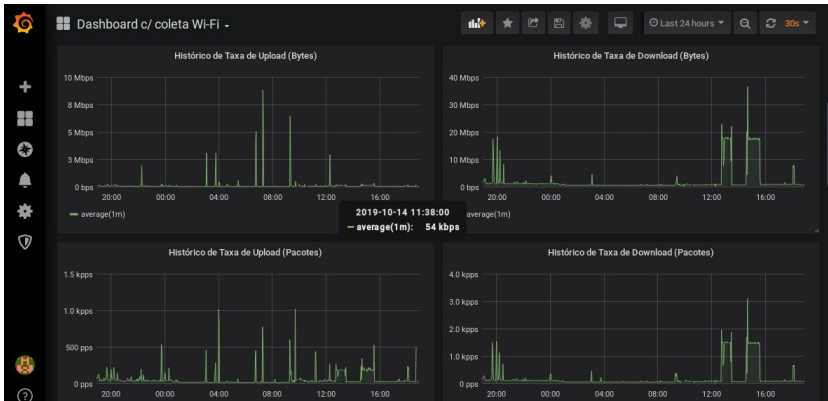 Dashboard c/ coleta Wi-Fi
Last 24 hours
30s
Histórico de Taxa de Upload (Bytes)
10 Mbps
8 Mbps
5 Mbps
3 Mbps
0 bps
20:00 00:00 04:00 08:00 12:00 16:00
average(1m)
Histórico de Taxa de Download (Bytes)
40 Mbps
30 Mbps
20 Mbps
10 Mbps
0 bps
20:00 00:00 04:00 08:00 12:00 16:00
average(1m)
2019-10-14 11:38:00
average(1m): 54 kbps
Histórico de Taxa de Upload (Pacotes)
1.5 kpps
1.0 kpps
500 pps
0 pps
20:00 00:00 04:00 08:00 12:00 16:00
Histórico de Taxa de Download (Pacotes)
4.0 kpps
3.0 kpps
2.0 kpps
1.0 kpps
0 pps
20:00 00:00 04:00 08:00 12:00 16:00